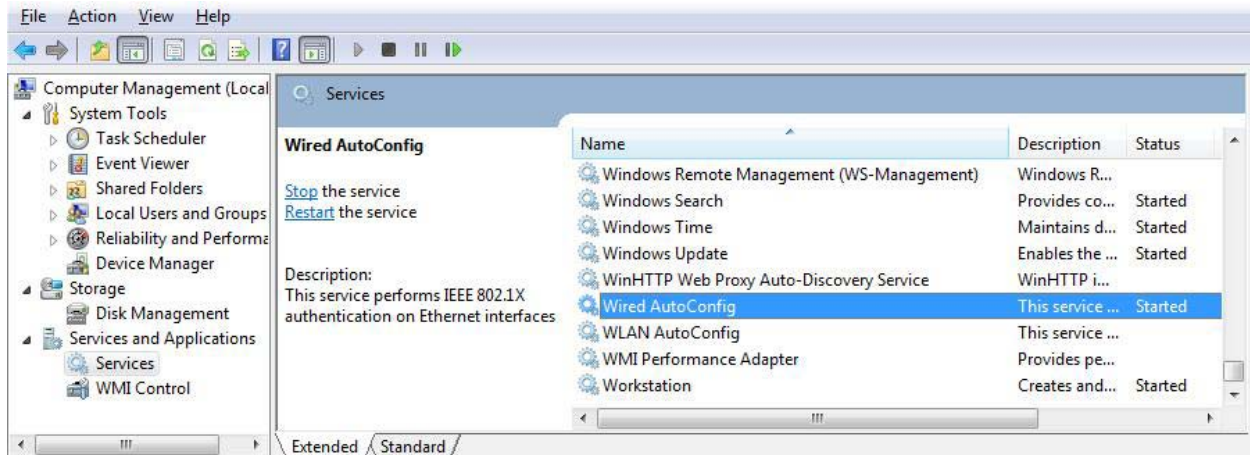 File Action View Help
Computer Management (Local
System Tools
Task Scheduler
Event Viewer
Shared Folders
Local Users and Groups
Reliability and Performa
Device Manager
Storage
Disk Management
Services and Applications
Services
WMI Control
Services
Wired AutoConfig
Stop the service
Restart the service
Description:
This service performs IEEE 802.1X
authentication on Ethernet interfaces
Name Description Status
Windows Remote Management (WS-Management) Windows R...
Windows Search Provides co... Started
Windows Time Maintains d... Started
Windows Update Enables the ... Started
WinHTTP Web Proxy Auto-Discovery Service WinHTTP i...
Wired AutoConfig This service ... Started
WLAN AutoConfig This service ...
WMI Performance Adapter Provides pe...
Workstation Creates and... Started
Extended Standard